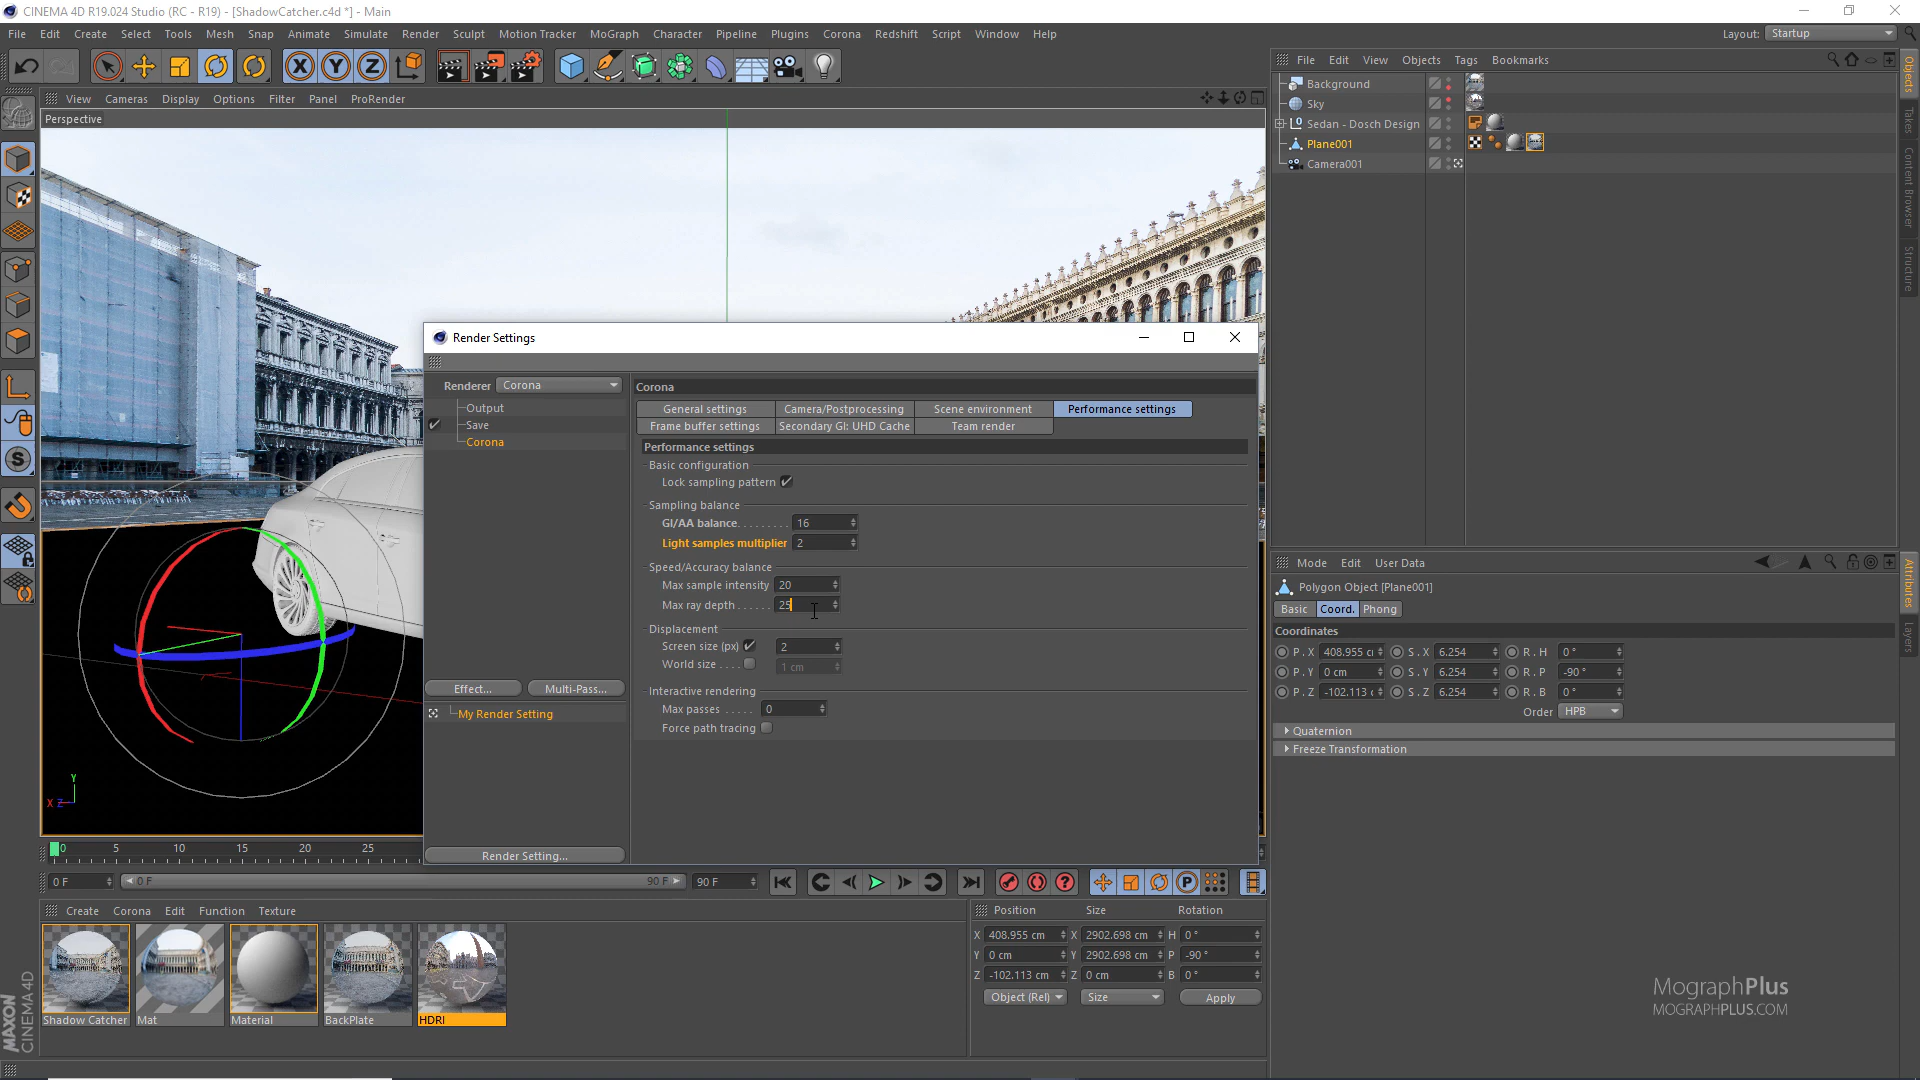 CINEMA 4D R19.024 Studio (RC - R19) - [ShadowCatcher.c4d *] - Main
File Edit Create Select Tools Mesh Snap Animate Simulate Render Sculpt Motion Tracker MoGraph Character Pipeline Plugins Corona Redshift Script Window Help Layout: Startup
File Edit View Objects Tags Bookmarks
View Cameras Display Options Filter Panel ProRender
Perspective
Background
Sky
Sedan - Dosch Design
Plane001
Camera001
Objects
Takes
Content Browser
Structure
Render Settings
Renderer Corona
Output
Save
Corona
Effect... Multi-Pass...
My Render Setting
Render Setting...
Corona
General settings Camera/Postprocessing Scene environment Performance settings
Frame buffer settings Secondary GI: UHD Cache Team render
Performance settings
Basic configuration
Lock sampling pattern
Sampling balance
GI/AA balance......... 16
Light samples multiplier 2
Speed/Accuracy balance
Max sample intensity 20
Max ray depth...... 25
Displacement
Screen size (px) 2
World size.... 1 cm
Interactive rendering
Max passes..... 0
Force path tracing
Mode Edit User Data
Polygon Object [Plane001]
Basic Coord. Phong
Coordinates
P . X 408.955 c S . X 6.254 R . H 0 °
P . Y 0 cm S . Y 6.254 R . P -90 °
P . Z -102.113 c S . Z 6.254 R . B 0 °
Order HPB
Quaternion
Freeze Transformation
Attributes
Layers
Y
X Z
0 5 10 15 20 25
0 F 0 F 90 F 90 F
Create Corona Edit Function Texture
Shadow Catcher Mat Material BackPlate HDRI
Position Size Rotation
X 408.955 cm X 2902.698 cm H 0 °
Y 0 cm Y 2902.698 cm P -90 °
Z -102.113 cm Z 0 cm B 0 °
Object (Rel) Size Apply
MAXON
CINEMA 4D
MographPlus
MOGRAPHPLUS.COM